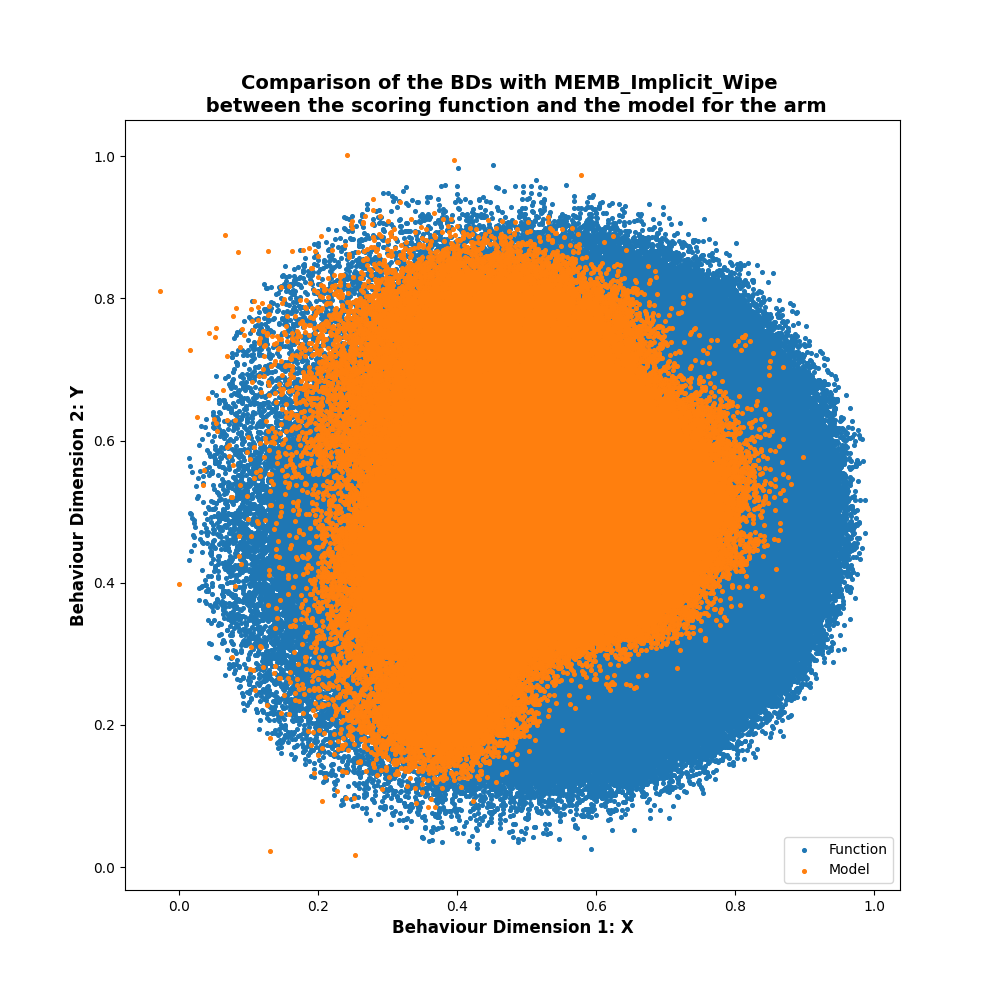 Comparison of the BDs with MEMB_Implicit_Wipe
between the scoring function and the model for the arm
1.0
0.8
0.6
0.4
0.2
0.0
Behaviour Dimension 2: Y
Function
Model
0.0 0.2 0.4 0.6 0.8 1.0
Behaviour Dimension 1: X